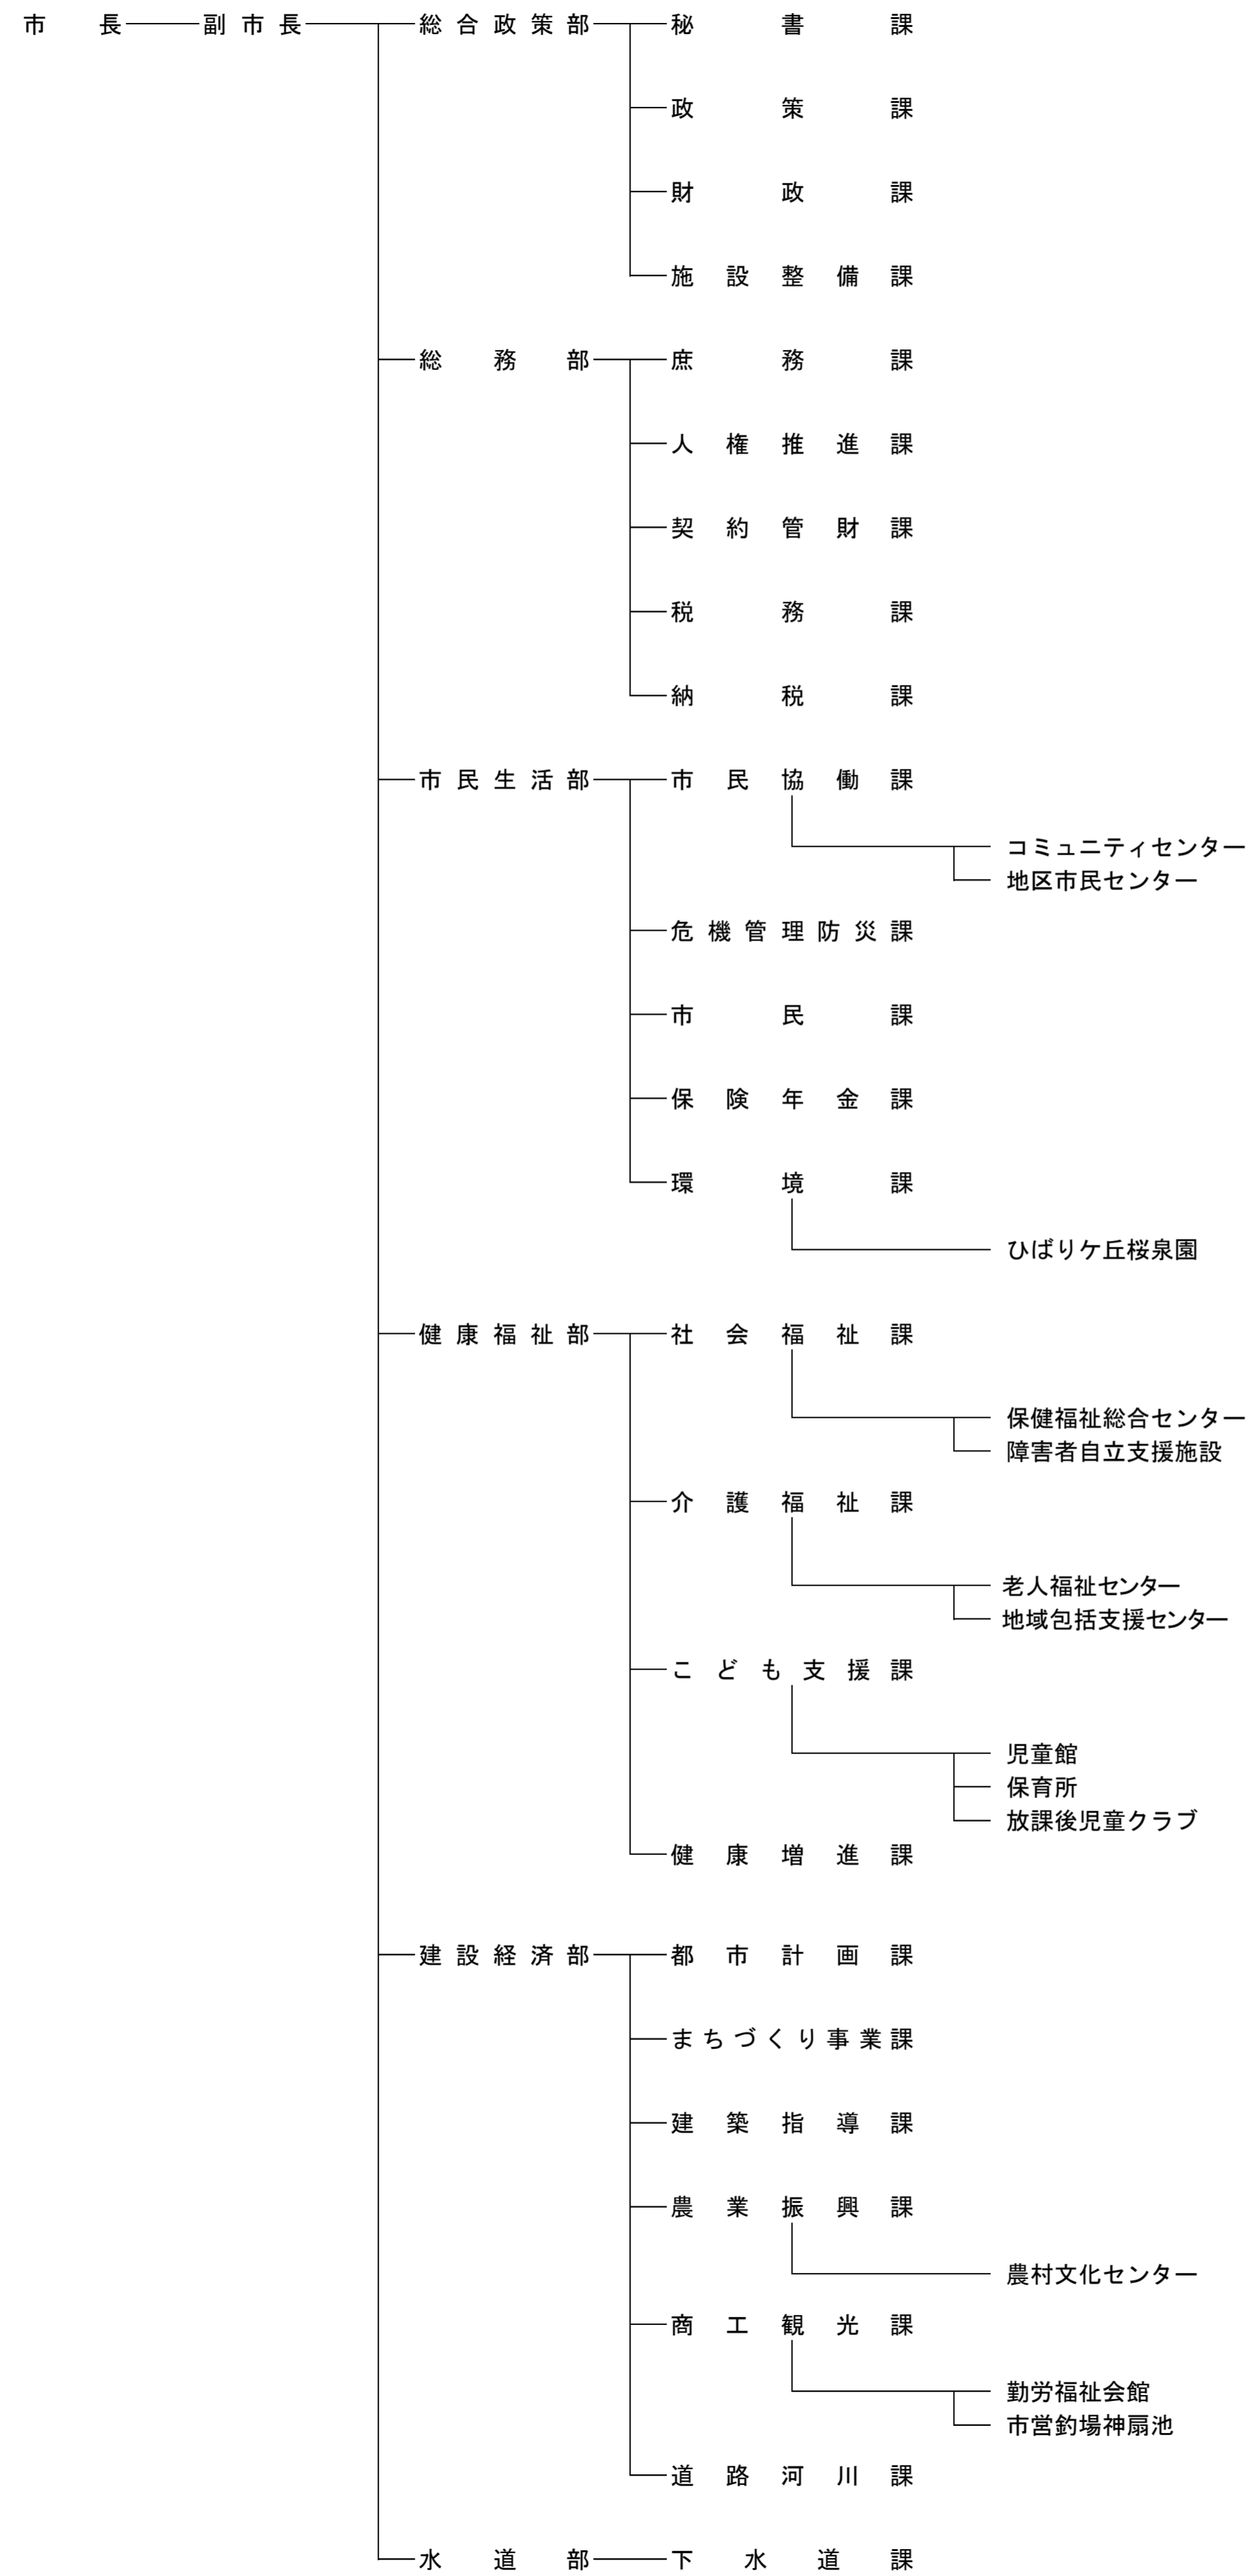 市長 副市長 総合政策部 秘書課
政策課
財政課
施設整備課
総務部 庶務課
人権推進課
契約管財課
税務課
納税課
市民生活部 市民協働課
コミュニティセンター
地区市民センター
危機管理防災課
市民課
保険年金課
環境課
ひばりケ丘桜泉園
健康福祉部 社会福祉課
保健福祉総合センター
障害者自立支援施設
介護福祉課
老人福祉センター
地域包括支援センター
こども支援課
児童館
保育所
放課後児童クラブ
健康増進課
建設経済部 都市計画課
まちづくり事業課
建築指導課
農業振興課
農村文化センター
商工観光課
勤労福祉会館
市営釣場神扇池
道路河川課
水道部 下水道課